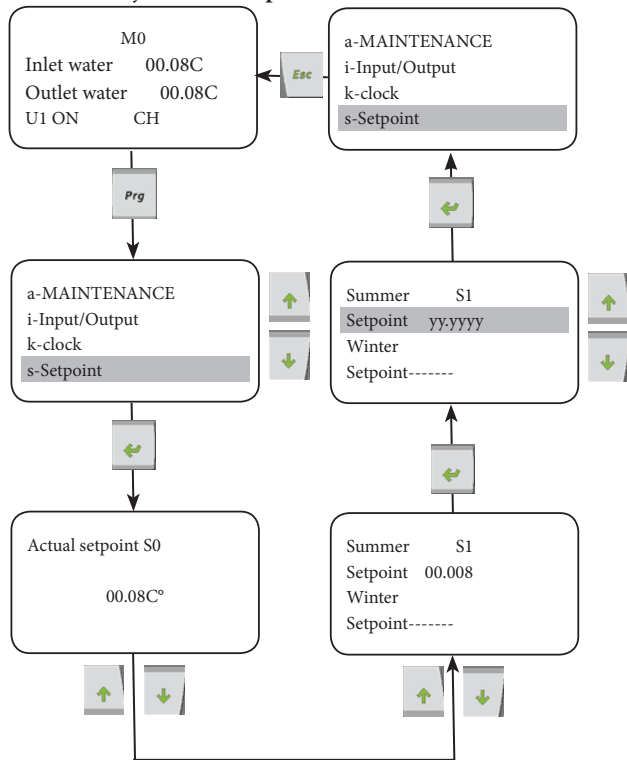 M0
Inlet water 00.08C
Outlet water 00.08C
U1 ON CH
Esc
a-MAINTENANCE
i-Input/Output
k-clock
s-Setpoint
Prg
a-MAINTENANCE
i-Input/Output
k-clock
s-Setpoint
Summer S1
Setpoint yy.yyyy
Winter
Setpoint-------
Actual setpoint S0
00.08C°
Summer S1
Setpoint 00.008
Winter
Setpoint-------